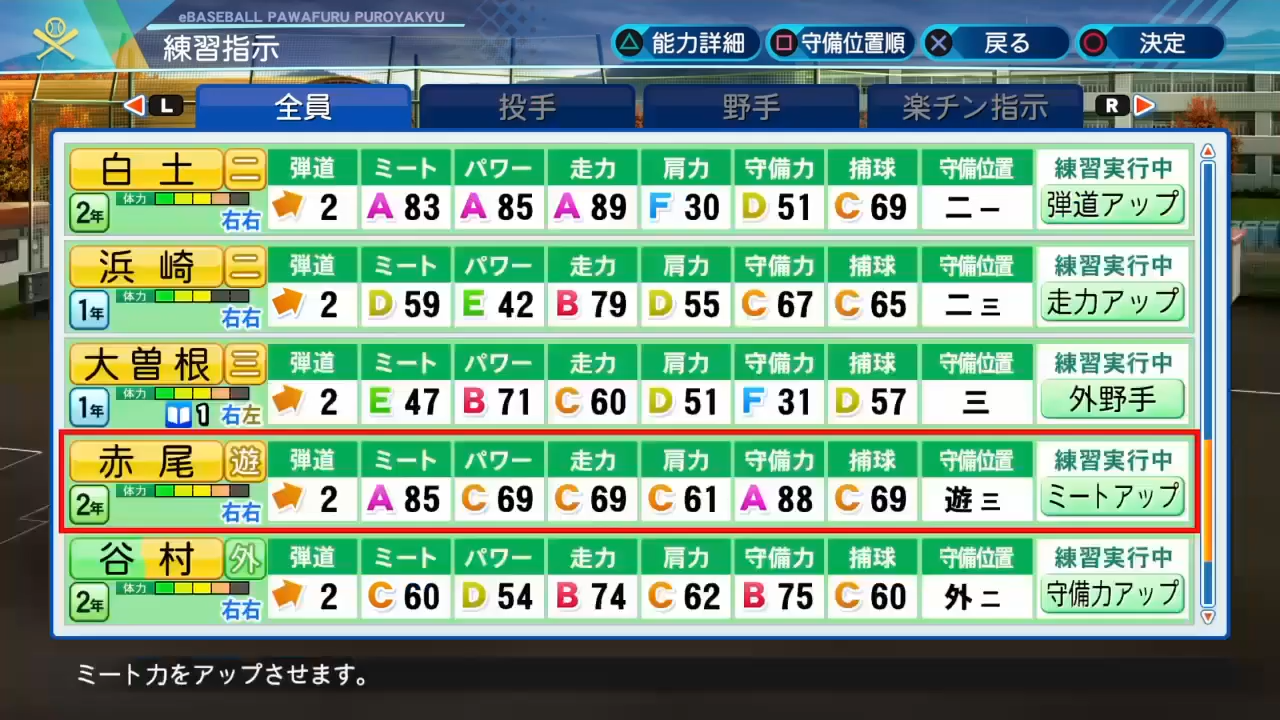 eBASEBALL PAWAFURU PUROYAKYU
練習指示
能力詳細 守備位置順 戻る 決定
L 全員 投手 野手 楽チン指示 R
白土 二 弾道 ミート パワー 走力 肩力 守備力 捕球 守備位置 練習実行中
2年 体力 右右 2 A 83 A 85 A 89 F 30 D 51 C 69 二一 弾道アップ
浜崎 二 弾道 ミート パワー 走力 肩力 守備力 捕球 守備位置 練習実行中
1年 体力 右右 2 D 59 E 42 B 79 D 55 C 67 C 65 二三 走力アップ
大曽根 三 弾道 ミート パワー 走力 肩力 守備力 捕球 守備位置 練習実行中
1年 体力 1 右左 2 E 47 B 71 C 60 D 51 F 31 D 57 三 外野手
赤尾 遊 弾道 ミート パワー 走力 肩力 守備力 捕球 守備位置 練習実行中
2年 体力 右右 2 A 85 C 69 C 69 C 61 A 88 C 69 遊三 ミートアップ
谷村 外 弾道 ミート パワー 走力 肩力 守備力 捕球 守備位置 練習実行中
2年 体力 右右 2 C 60 D 54 B 74 C 62 B 75 C 60 外二 守備力アップ
ミート力をアップさせます。